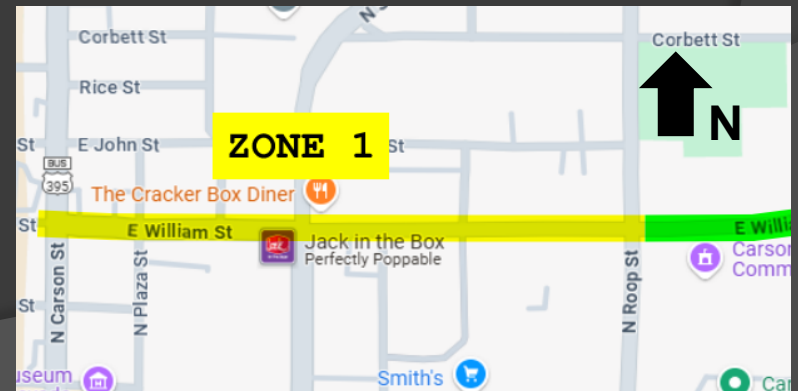 N S
Corbett St
Corbett St
N
Rice St
St
E John St
ZONE 1
St
BUS
395
The Cracker Box Diner
St
E William St
E Willi
Jack in the Box
Perfectly Poppable
Carson
Comm
N Carson St
N Plaza St
N Roop St
St
useum
Smith's
Car